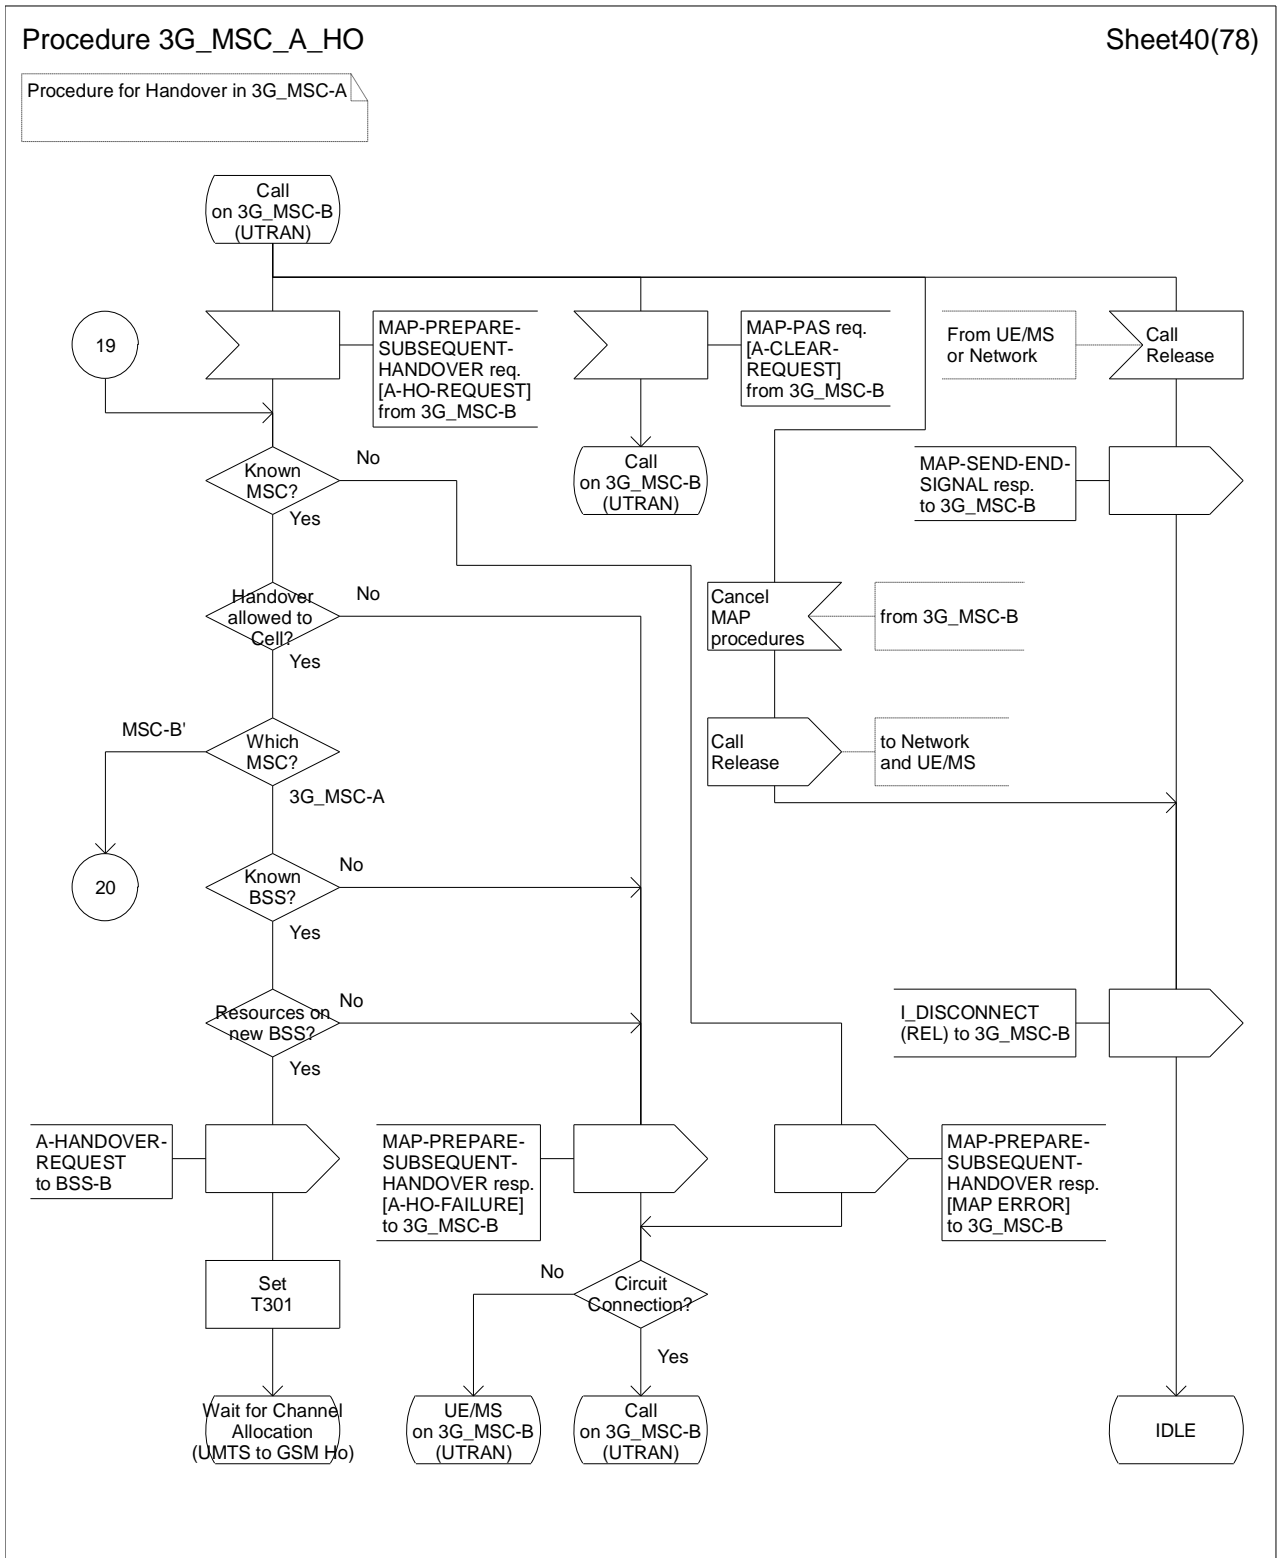 Procedure 3G_MSC_A_HO
Sheet40(78)
Procedure for Handover in 3G_MSC-A
Call
on 3G_MSC-B
(UTRAN)
19
MAP-PREPARE-
SUBSEQUENT-
HANDOVER req.
[A-HO-REQUEST]
from 3G_MSC-B
MAP-PAS req.
[A-CLEAR-
REQUEST]
from 3G_MSC-B
From UE/MS
or Network
Call
Release
Known
MSC?
No
Yes
Call
on 3G_MSC-B
(UTRAN)
MAP-SEND-END-
SIGNAL resp.
to 3G_MSC-B
Handover
allowed to
Cell?
No
Yes
Cancel
MAP
procedures
from 3G_MSC-B
MSC-B'
Which
MSC?
3G_MSC-A
Call
Release
to Network
and UE/MS
20
Known
BSS?
No
Yes
Resources on
new BSS?
No
Yes
I_DISCONNECT
(REL) to 3G_MSC-B
A-HANDOVER-
REQUEST
to BSS-B
MAP-PREPARE-
SUBSEQUENT-
HANDOVER resp.
[A-HO-FAILURE]
to 3G_MSC-B
MAP-PREPARE-
SUBSEQUENT-
HANDOVER resp.
[MAP ERROR]
to 3G_MSC-B
Set
T301
No
Circuit
Connection?
Yes
Wait for Channel
Allocation
(UMTS to GSM Ho)
UE/MS
on 3G_MSC-B
(UTRAN)
Call
on 3G_MSC-B
(UTRAN)
IDLE